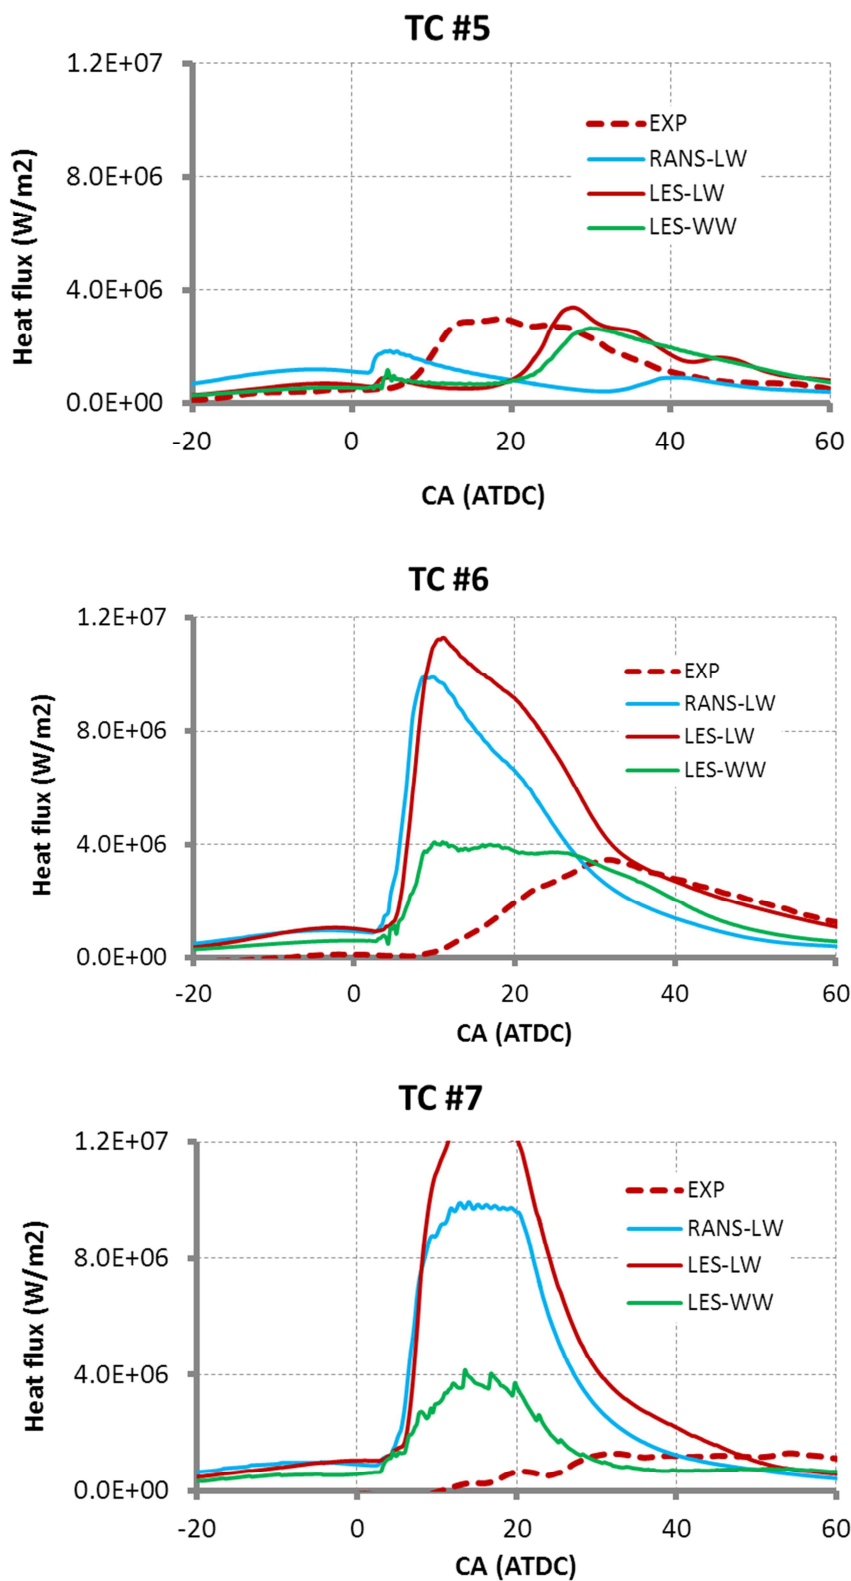 TC #5
1.2E+07
8.0E+06
4.0E+06
0.0E+00
Heat flux (W/m2)
EXP
RANS-LW
LES-LW
LES-WW
-20 0 20 40 60
CA (ATDC)
TC #6
1.2E+07
8.0E+06
4.0E+06
0.0E+00
Heat flux (W/m2)
EXP
RANS-LW
LES-LW
LES-WW
-20 0 20 40 60
CA (ATDC)
TC #7
1.2E+07
8.0E+06
4.0E+06
0.0E+00
Heat flux (W/m2)
EXP
RANS-LW
LES-LW
LES-WW
-20 0 20 40 60
CA (ATDC)